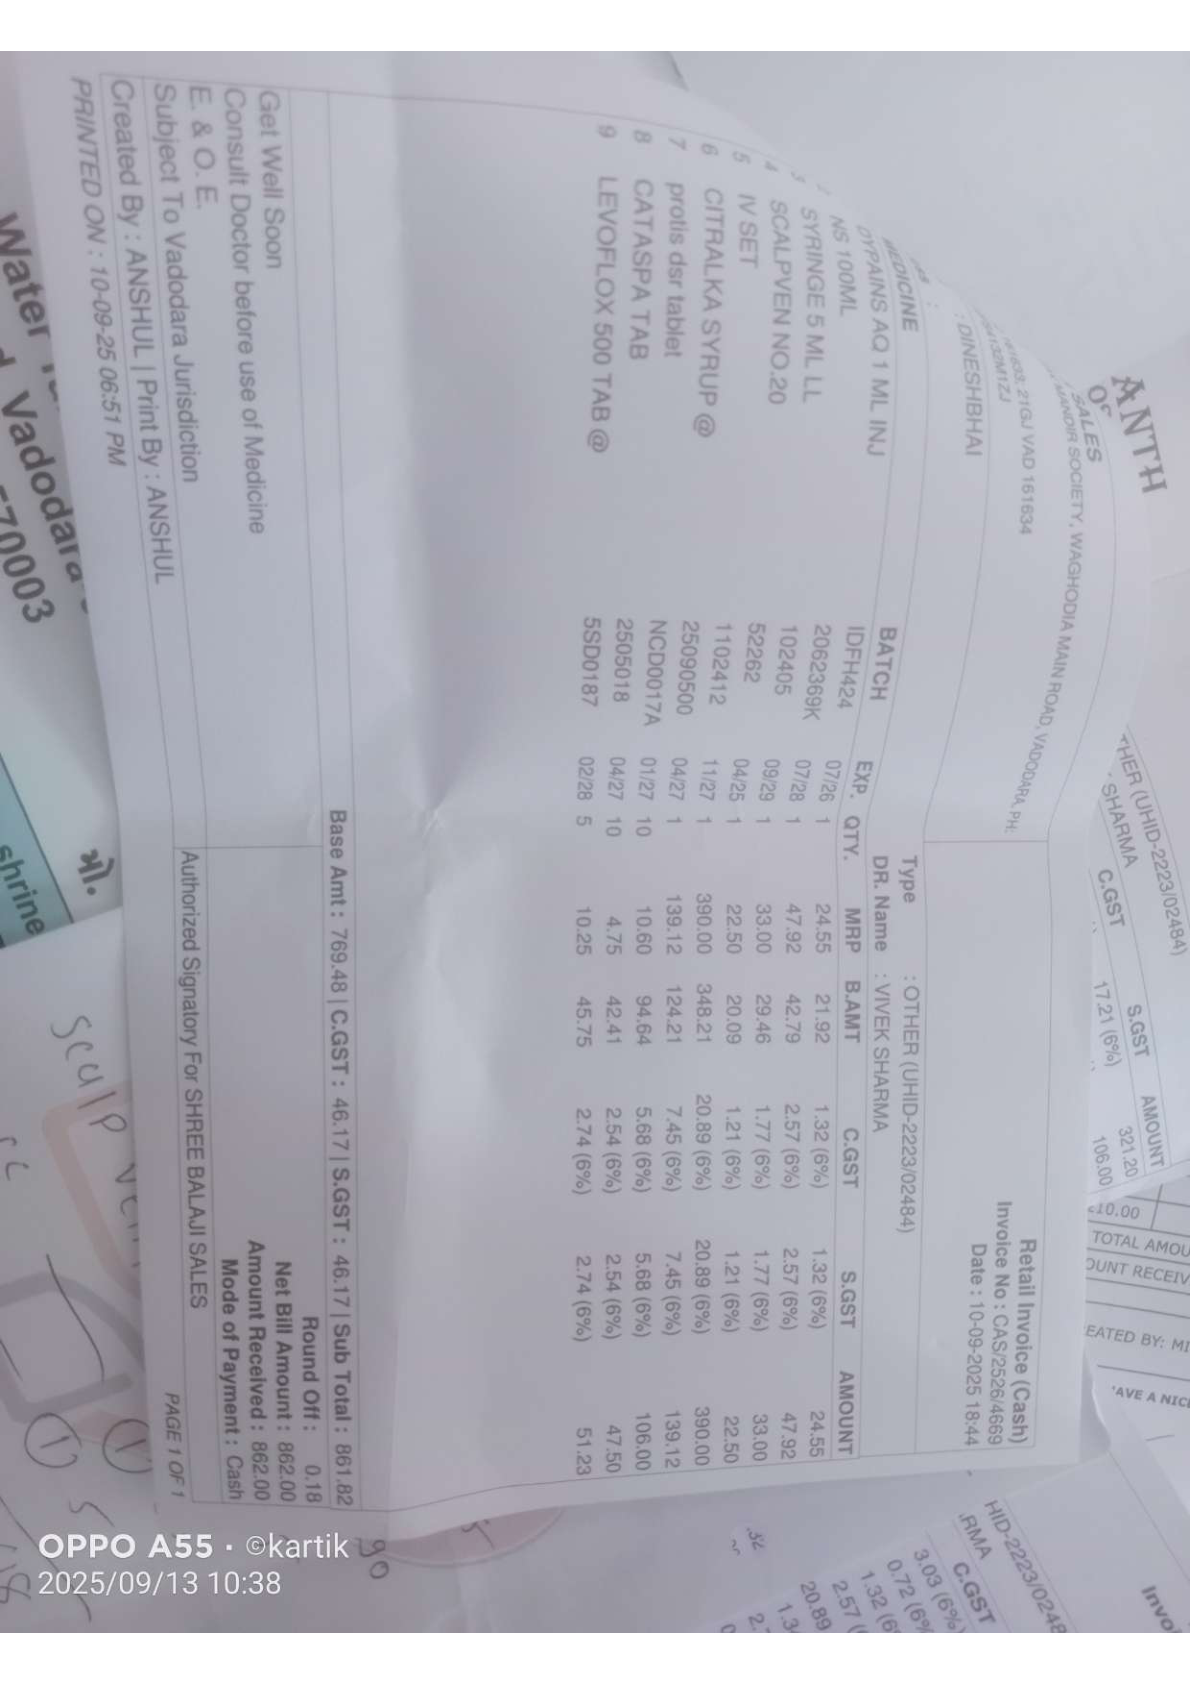 ANTH
SALES
MANDIR SOCIETY, WAGHODIA MAIN ROAD, VADODARA. PH:
21GJ VAD 161634
Retail Invoice (Cash)
Invoice No : CAS/2526/4669
Date : 10-09-2025 18:44
: DINESHBHAI
Type : OTHER (UHID-2223/02484)
DR. Name : VIVEK SHARMA
MEDICINE BATCH EXP. QTY. MRP B.AMT C.GST S.GST AMOUNT
DYPAINS AQ 1 ML INJ IDFH424 07/26 1 24.55 21.92 1.32 (6%) 1.32 (6%) 24.55
NS 100ML 2062369K 07/28 1 47.92 42.79 2.57 (6%) 2.57 (6%) 47.92
SYRINGE 5 ML LL 102405 09/29 1 33.00 29.46 1.77 (6%) 1.77 (6%) 33.00
4 SCALPVEN NO.20 52262 04/25 1 22.50 20.09 1.21 (6%) 1.21 (6%) 22.50
5 IV SET 1102412 11/27 1 390.00 348.21 20.89 (6%) 20.89 (6%) 390.00
6 CITRALKA SYRUP @ 25090500 04/27 1 139.12 124.21 7.45 (6%) 7.45 (6%) 139.12
7 protis dsr tablet NCD0017A 01/27 10 10.60 94.64 5.68 (6%) 5.68 (6%) 106.00
8 CATASPA TAB 2505018 04/27 10 4.75 42.41 2.54 (6%) 2.54 (6%) 47.50
9 LEVOFLOX 500 TAB @ 5SD0187 02/28 5 10.25 45.75 2.74 (6%) 2.74 (6%) 51.23
Base Amt : 769.48 | C.GST : 46.17 | S.GST : 46.17 | Sub Total : 861.82
Round Off : 0.18
Net Bill Amount : 862.00
Amount Received : 862.00
Mode of Payment : Cash
Get Well Soon
Consult Doctor before use of Medicine
E. & O. E.
Subject To Vadodara Jurisdiction
Authorized Signatory For SHREE BALAJI SALES
Created By : ANSHUL | Print By : ANSHUL
PAGE 1 OF 1
PRINTED ON : 10-09-25 06:51 PM
THER (UHID-2223/02484)
SHARMA
C.GST S.GST AMOUNT
321.20
17.21 (6%) 106.00
TOTAL AMOU
OUNT RECEIV
EATED BY: MI
AVE A NICE
HID-2223/0248
RMA
C.GST
3.03 (6%)
0.72 (6%
1.32 (6
2.57 (
20.89
Invoi
Water
Vadodara
570003
મો.
shrine
Scalp
90
OPPO A55 · ©kartik
2025/09/13 10:38